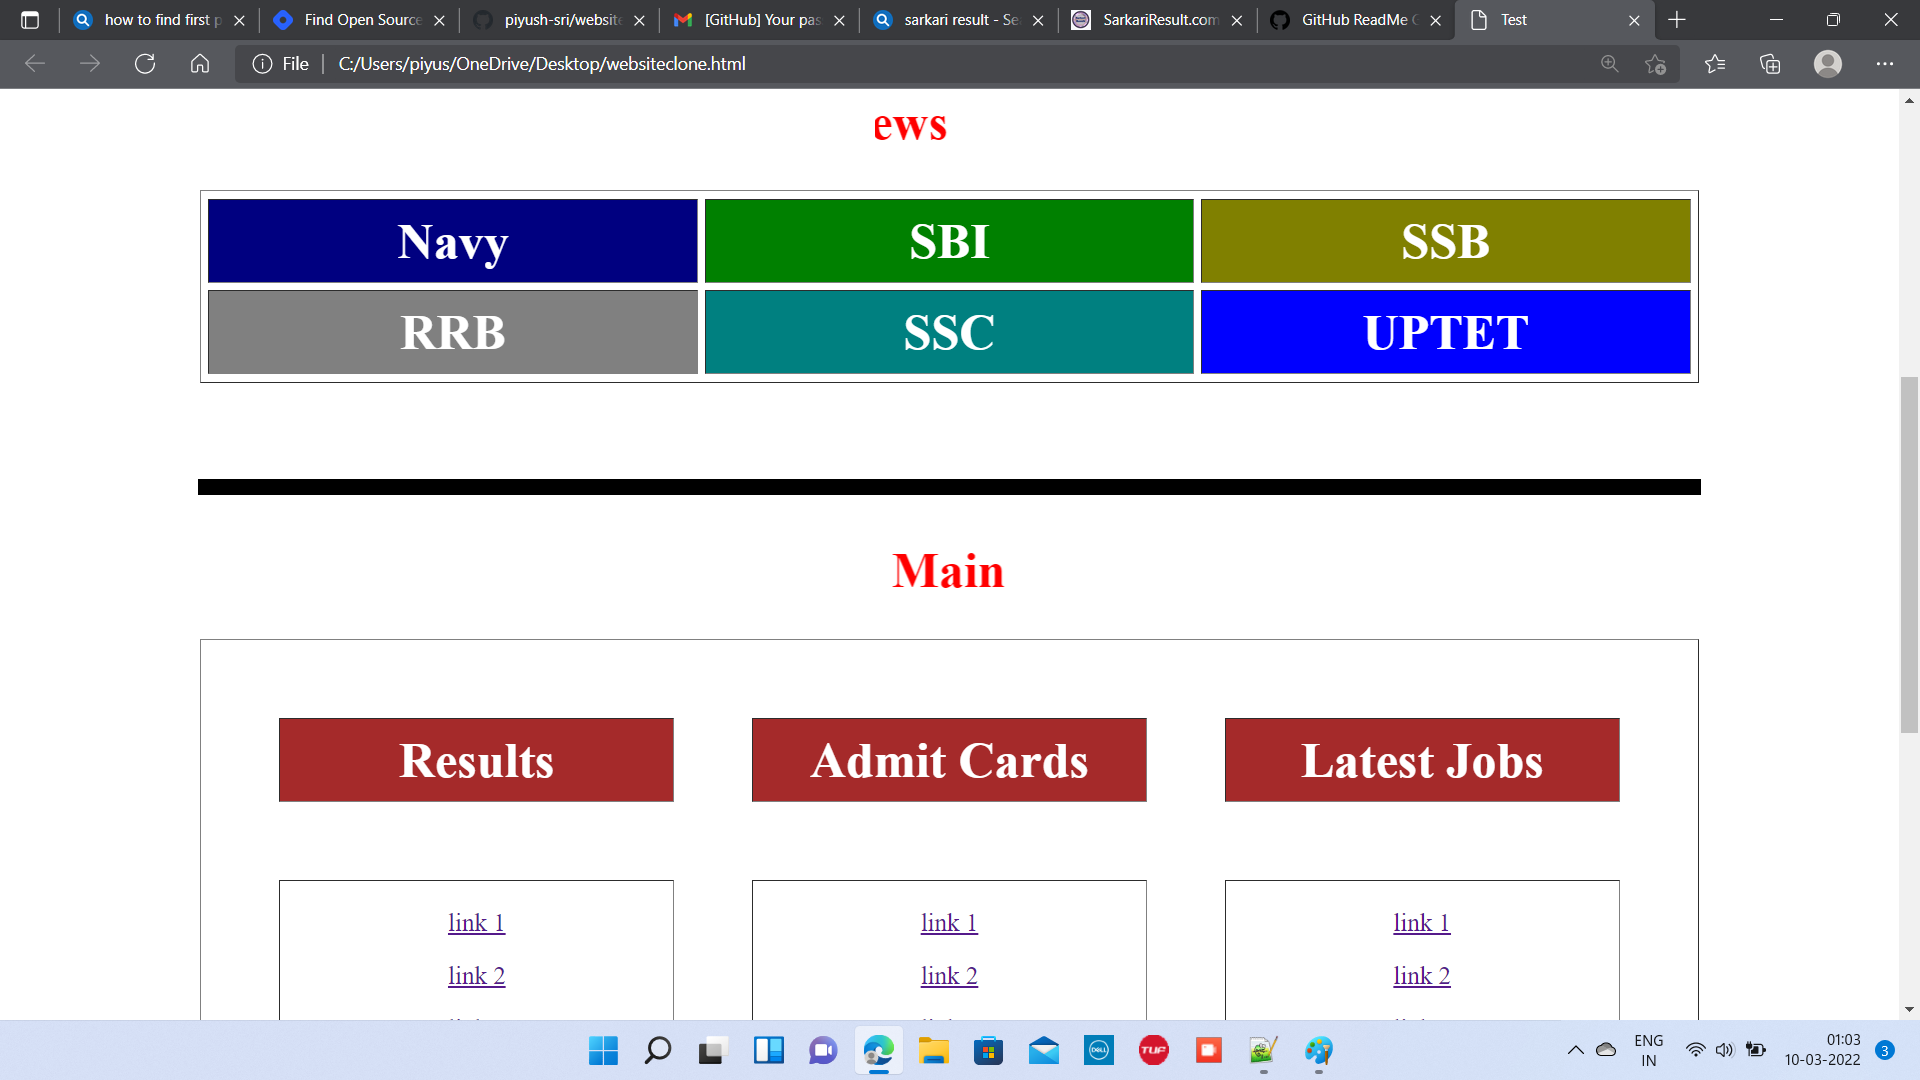 how to find first p
Find Open Source
piyush-sri/website
[GitHub] Your pas
sarkari result - Se
SarkariResult.com
GitHub ReadMe
Test
File
C:/Users/piyus/OneDrive/Desktop/websiteclone.html
ews
Navy SBI SSB
RRB SSC UPTET
Main
Results Admit Cards Latest Jobs
link 1 link 1 link 1
link 2 link 2 link 2
DELL
TUF
ENG
IN
01:03
10-03-2022
3